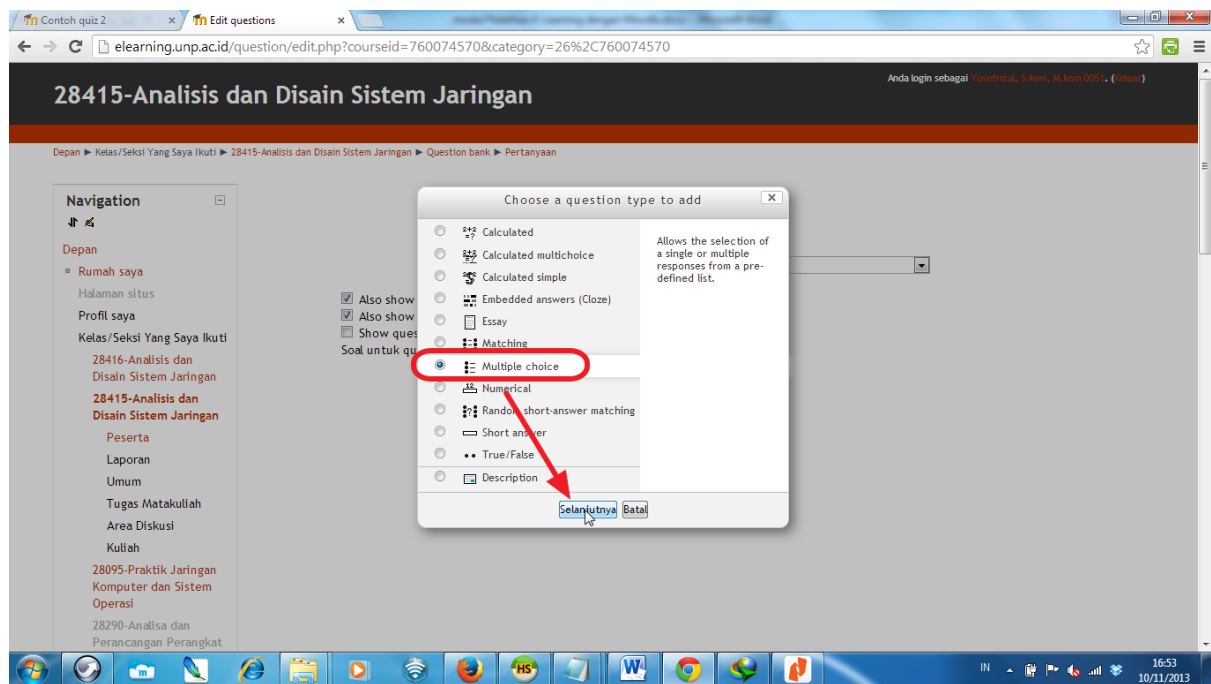 Contoh quiz 2
Edit questions
elearning.unp.ac.id/question/edit.php?courseid=760074570&category=26%2C760074570
Anda login sebagai Yosefrizal, S.kom, M.kom 0051. (Keluar)
28415-Analisis dan Disain Sistem Jaringan
Depan ► Kelas/Seksi Yang Saya Ikuti ► 28415-Analisis dan Disain Sistem Jaringan ► Question bank ► Pertanyaan
Navigation
Depan
Rumah saya
Halaman situs
Profil saya
Kelas/Seksi Yang Saya Ikuti
28416-Analisis dan
Disain Sistem Jaringan
28415-Analisis dan
Disain Sistem Jaringan
Peserta
Laporan
Umum
Tugas Matakuliah
Area Diskusi
Kuliah
28095-Praktik Jaringan
Komputer dan Sistem
Operasi
28290-Analisa dan
Perancangan Perangkat
Also show
Also show
Show ques
Soal untuk qu
Choose a question type to add
Calculated
Calculated multichoice
Calculated simple
Embedded answers (Cloze)
Essay
Matching
Multiple choice
Numerical
Random short-answer matching
Short answer
True/False
Description
Allows the selection of
a single or multiple
responses from a pre-
defined list.
Selanjutnya Batal
IN
16:53
10/11/2013